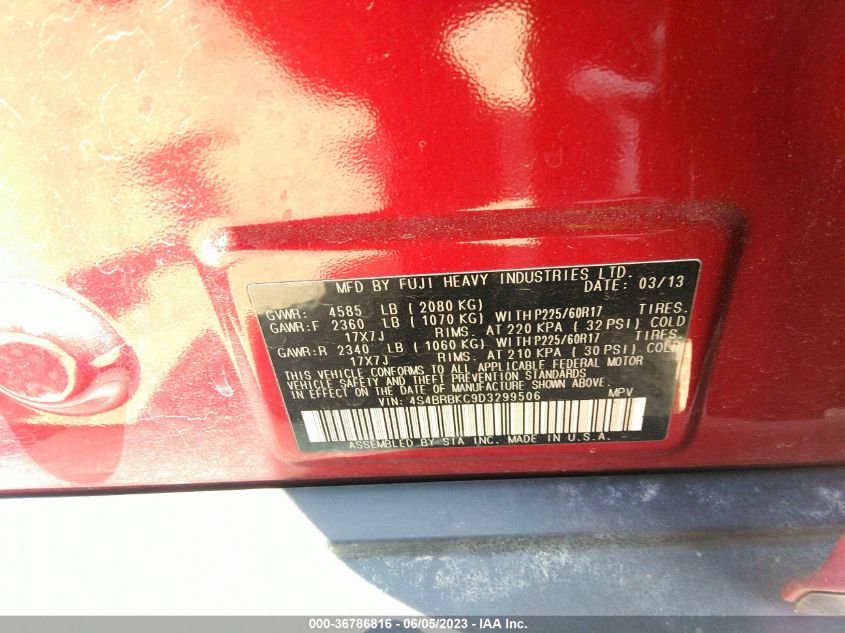 MFD BY FUJI HEAVY INDUSTRIES LTD.
DATE: 03/13
GVWR: 4585 LB (2080 KG)
GAWR:F 2360 LB (1070 KG) WITH P225/60R17 TIRES.
17X7J RIMS. AT 220 KPA (32 PSI) COLD
GAWR:R 2340 LB (1060 KG) WITH P225/60R17 TIRES.
17X7J RIMS. AT 210 KPA (30 PSI) COLD
THIS VEHICLE CONFORMS TO ALL APPLICABLE FEDERAL MOTOR
VEHICLE SAFETY AND THEFT PREVENTION STANDARDS
IN EFFECT ON THE DATE OF MANUFACTURE SHOWN ABOVE.
VIN: 4S4BRBKC9D3299506 MPV
ASSEMBLED BY SIA INC. MADE IN U.S.A.
000-36786816 - 06/05/2023 - IAA Inc.